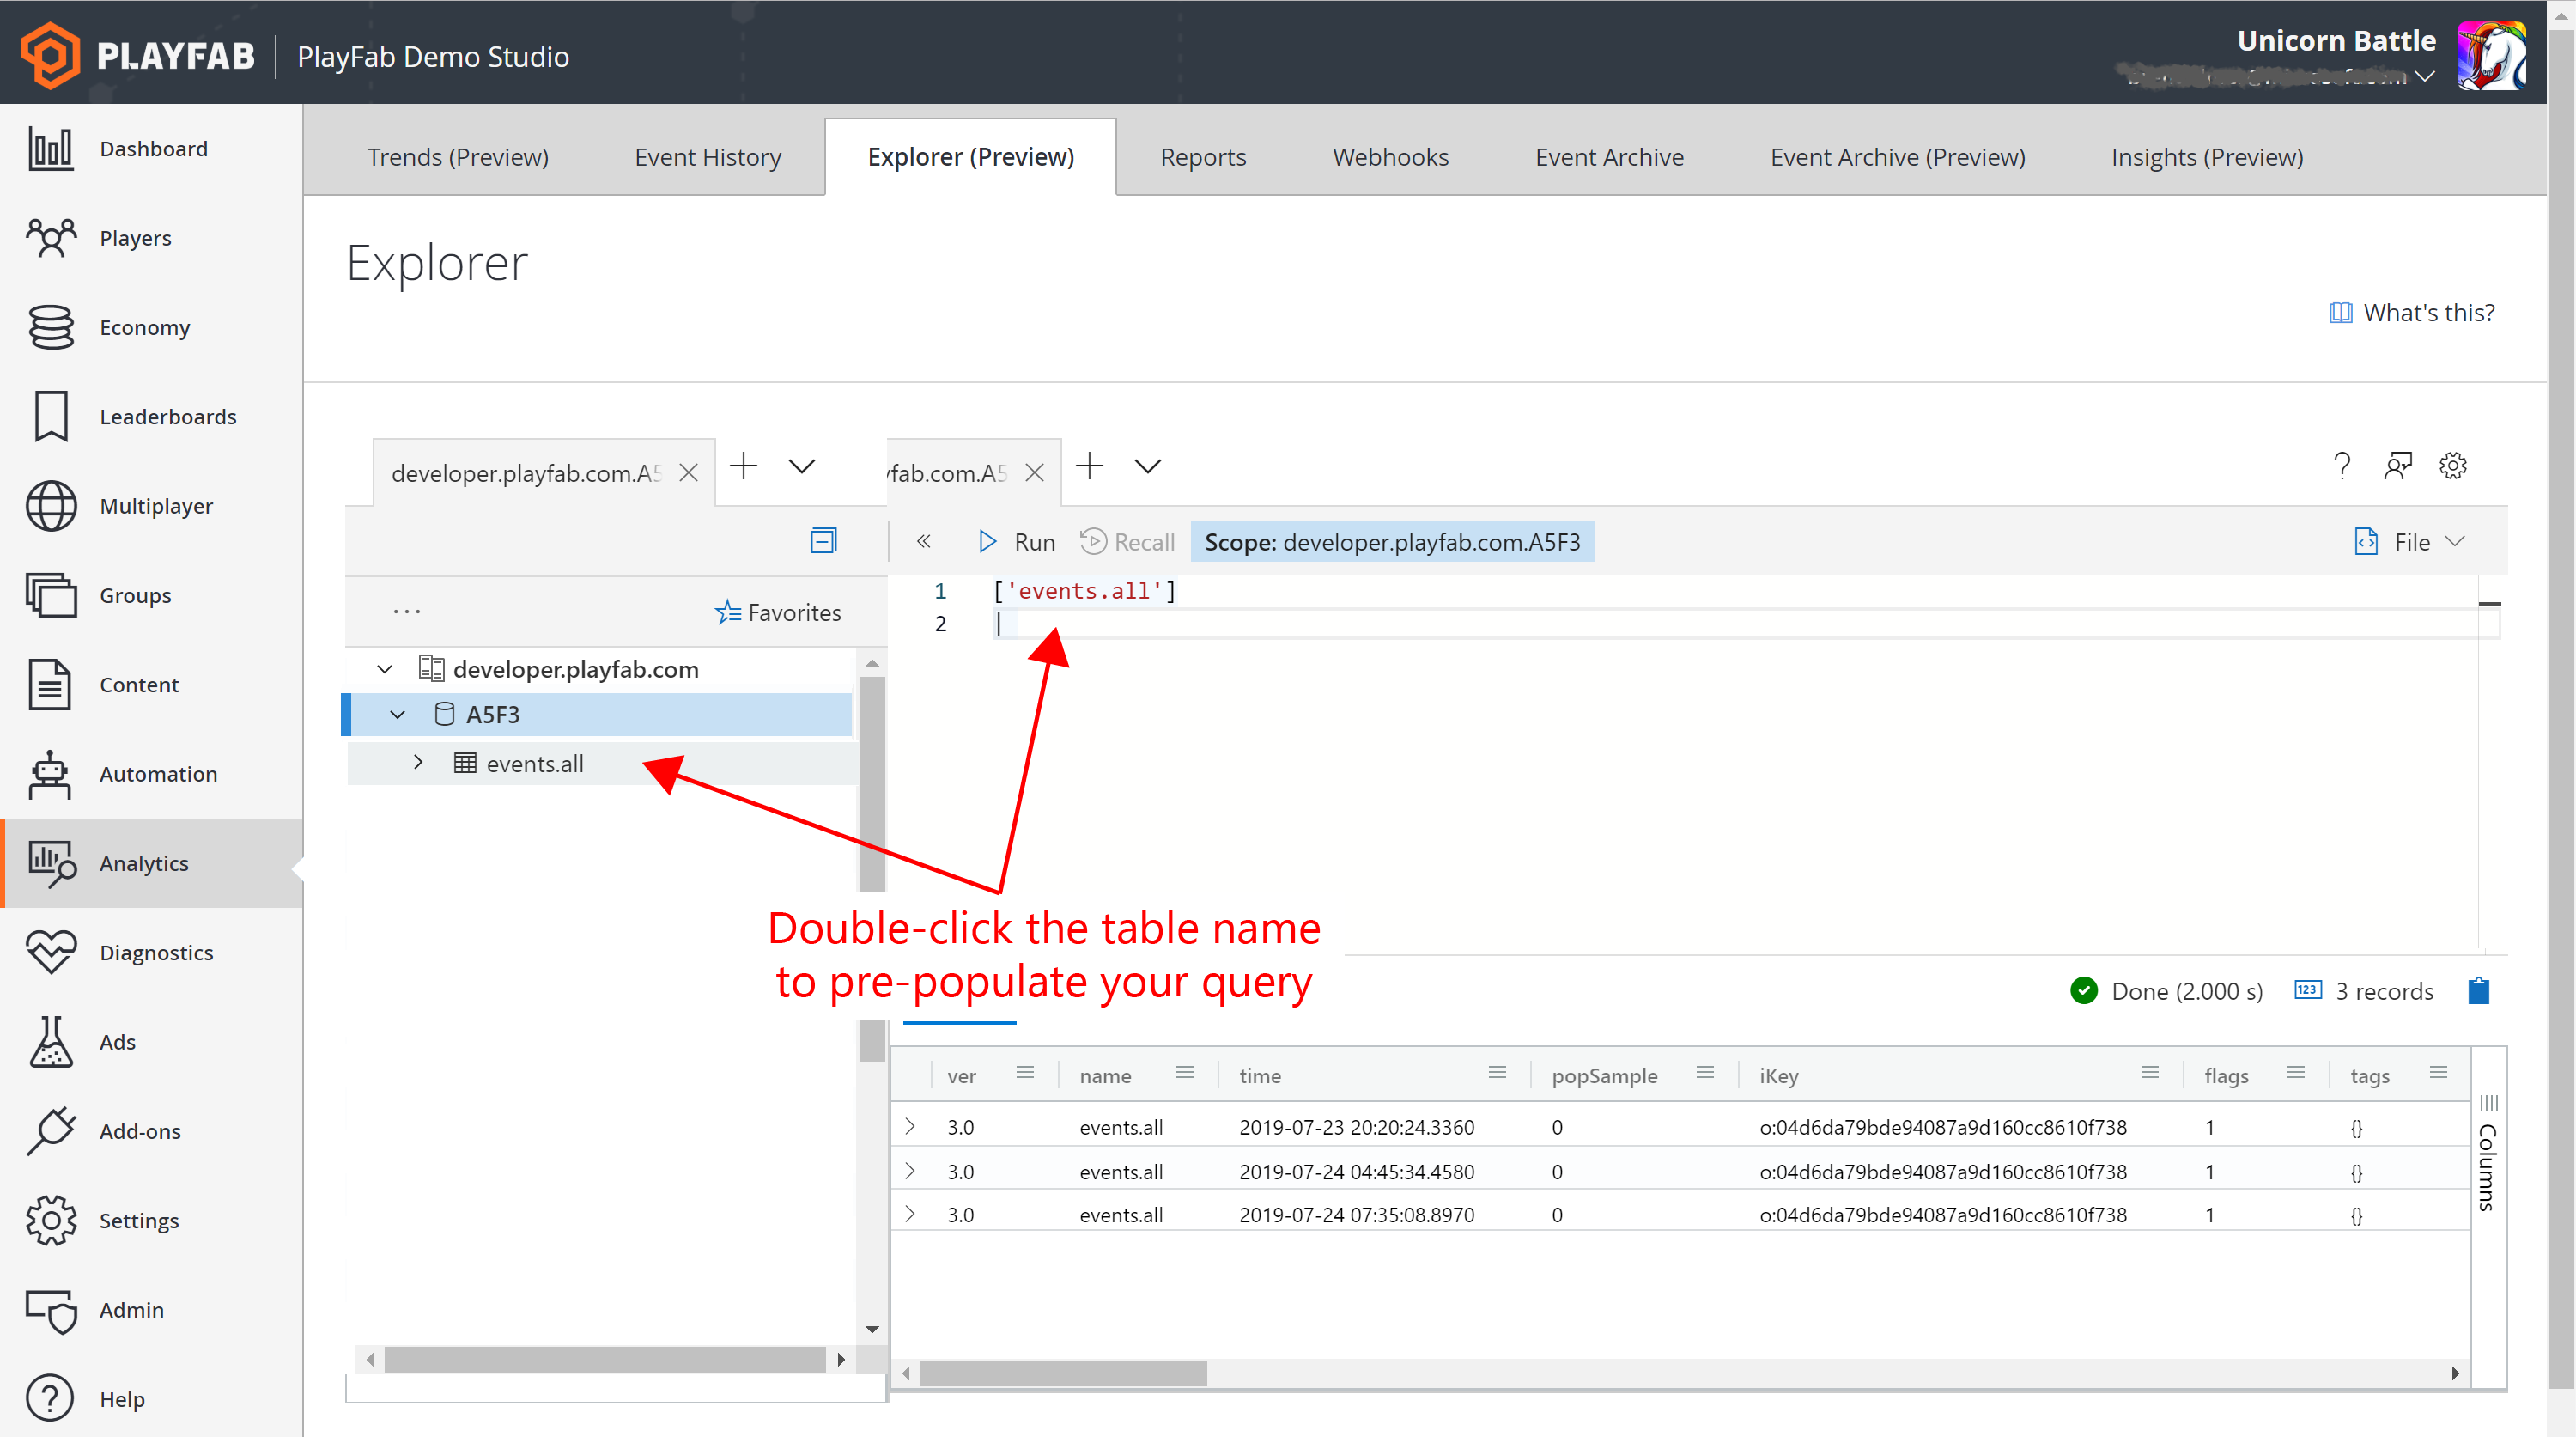 PLAYFAB
PlayFab Demo Studio
Unicorn Battle
Dashboard
Players
Economy
Leaderboards
Multiplayer
Groups
Content
Automation
Analytics
Diagnostics
Ads
Add-ons
Settings
Admin
Help
Trends (Preview)
Event History
Explorer (Preview)
Reports
Webhooks
Event Archive
Event Archive (Preview)
Insights (Preview)
Explorer
What's this?
developer.playfab.com.A5
yfab.com.A5
Run
Recall
Scope: developer.playfab.com.A5F3
File
... Favorites
developer.playfab.com
A5F3
events.all
1 ['events.all']
2
Double-click the table name
to pre-populate your query
Done (2.000 s)
123 3 records
ver name time popSample iKey flags tags
3.0 events.all 2019-07-23 20:20:24.3360 0 o:04d6da79bde94087a9d160cc8610f738 1 {}
3.0 events.all 2019-07-24 04:45:34.4580 0 o:04d6da79bde94087a9d160cc8610f738 1 {}
3.0 events.all 2019-07-24 07:35:08.8970 0 o:04d6da79bde94087a9d160cc8610f738 1 {}
Columns